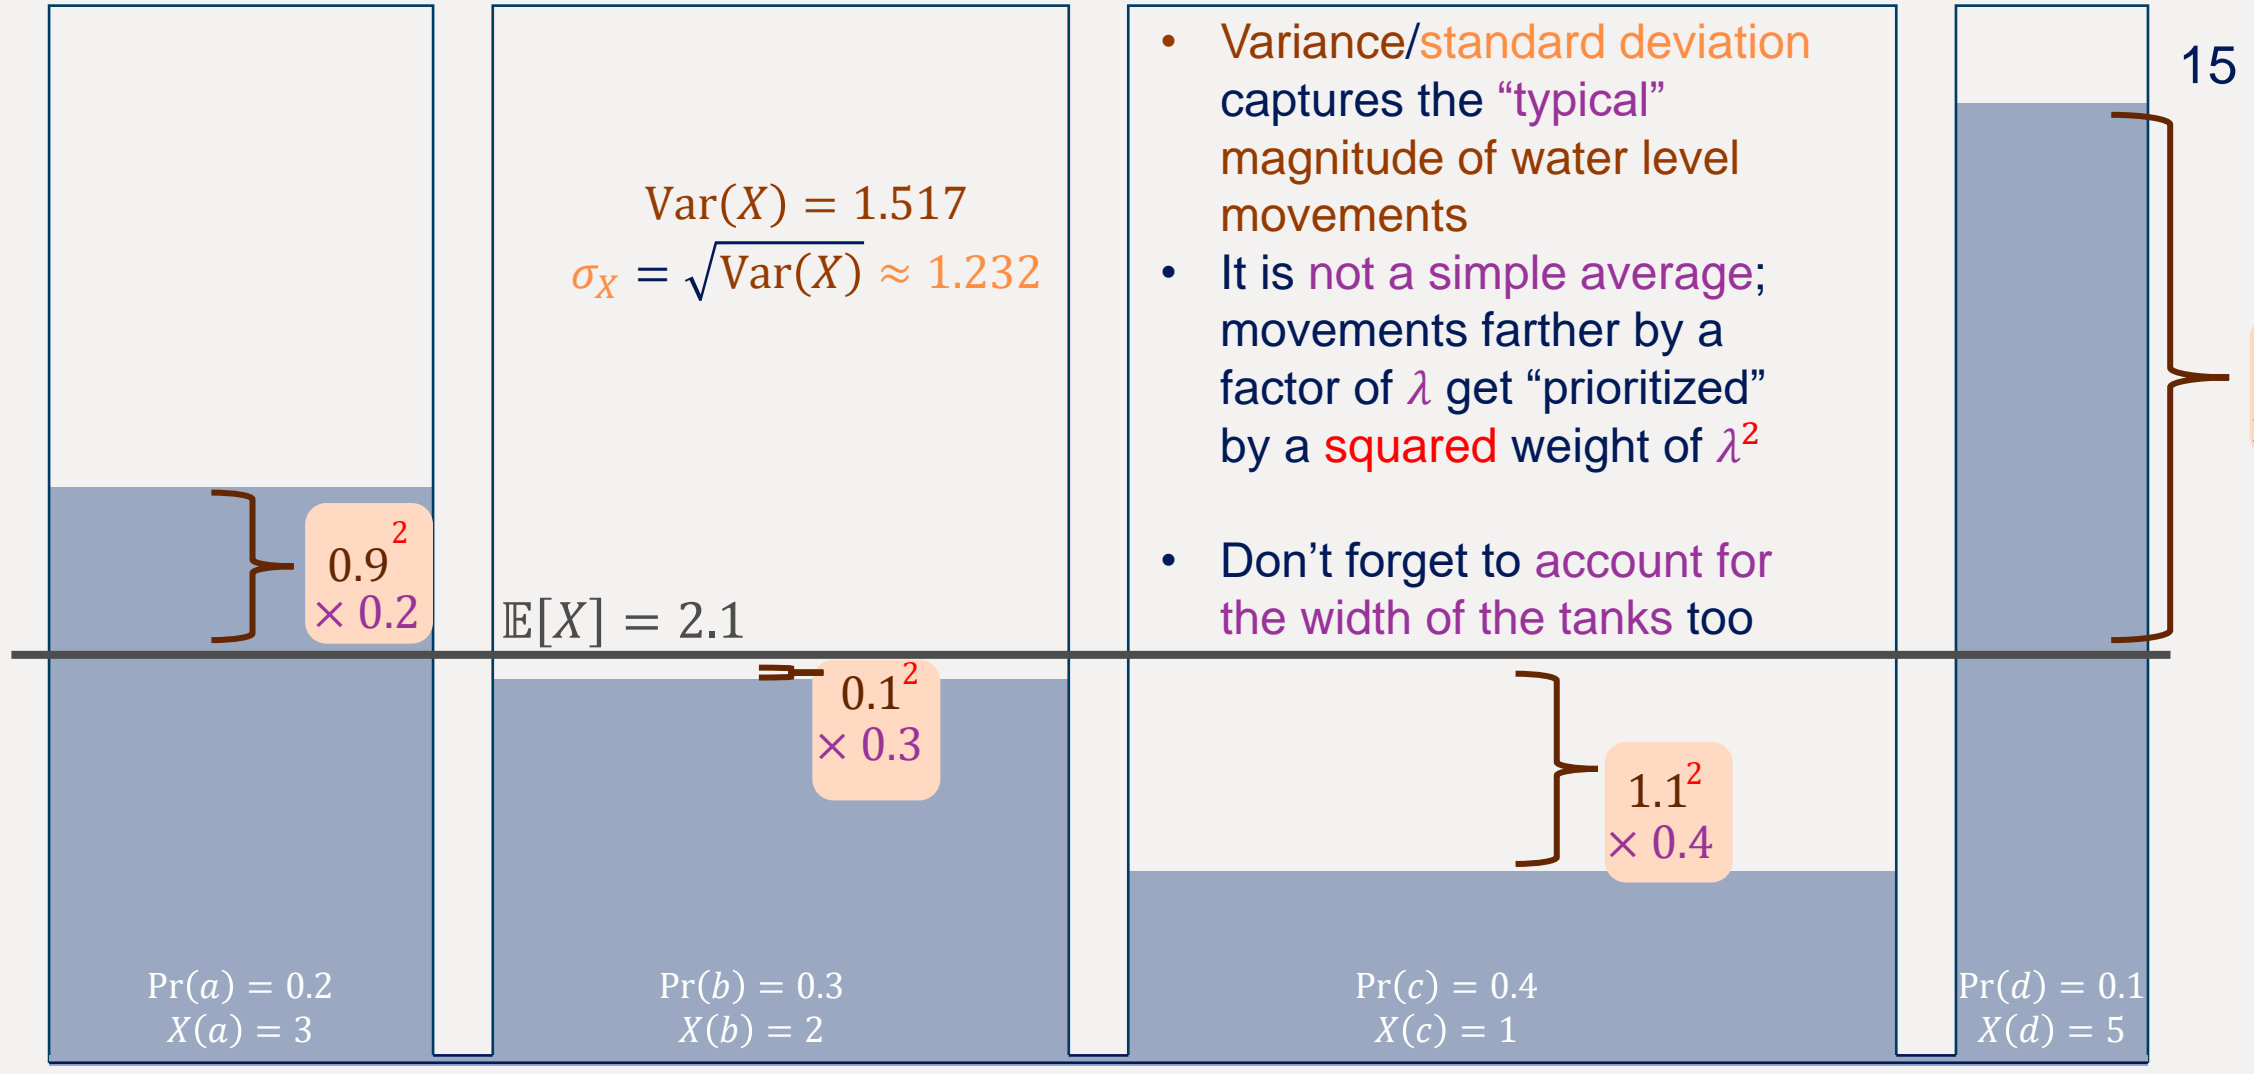 15
Var(X) = 1.517
σ_X = √Var(X) ≈ 1.232
• Variance/standard deviation
captures the “typical”
magnitude of water level
movements
• It is not a simple average;
movements farther by a
factor of λ get “prioritized”
by a squared weight of λ²
• Don’t forget to account for
the width of the tanks too
0.9²
× 0.2
𝔼[X] = 2.1
0.1²
× 0.3
1.1²
× 0.4
Pr(a) = 0.2
X(a) = 3
Pr(b) = 0.3
X(b) = 2
Pr(c) = 0.4
X(c) = 1
Pr(d) = 0.1
X(d) = 5